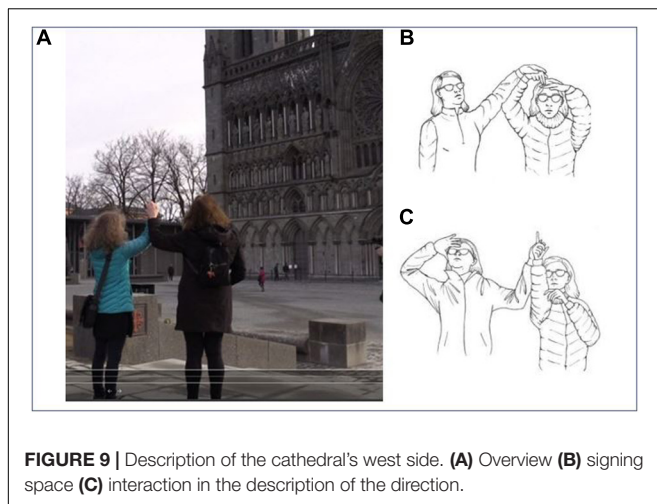 A
B
C
FIGURE 9 | Description of the cathedral's west side. (A) Overview (B) signing
space (C) interaction in the description of the direction.